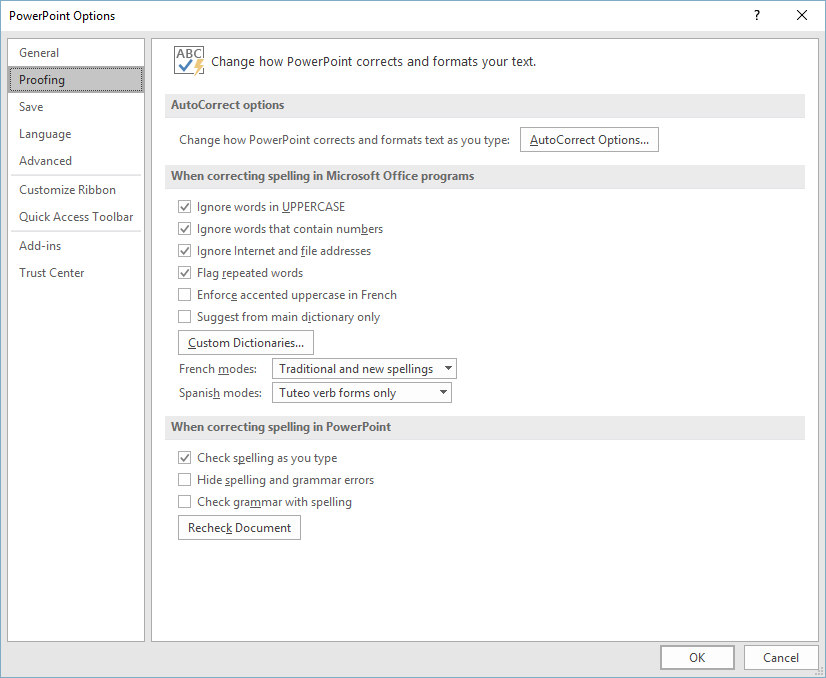 PowerPoint Options
?
General
Proofing
Save
Language
Advanced
Customize Ribbon
Quick Access Toolbar
Add-ins
Trust Center
ABC
Change how PowerPoint corrects and formats your text.
AutoCorrect options
Change how PowerPoint corrects and formats text as you type: AutoCorrect Options...
When correcting spelling in Microsoft Office programs
Ignore words in UPPERCASE
Ignore words that contain numbers
Ignore Internet and file addresses
Flag repeated words
Enforce accented uppercase in French
Suggest from main dictionary only
Custom Dictionaries...
French modes: Traditional and new spellings
Spanish modes: Tuteo verb forms only
When correcting spelling in PowerPoint
Check spelling as you type
Hide spelling and grammar errors
Check grammar with spelling
Recheck Document
OK Cancel